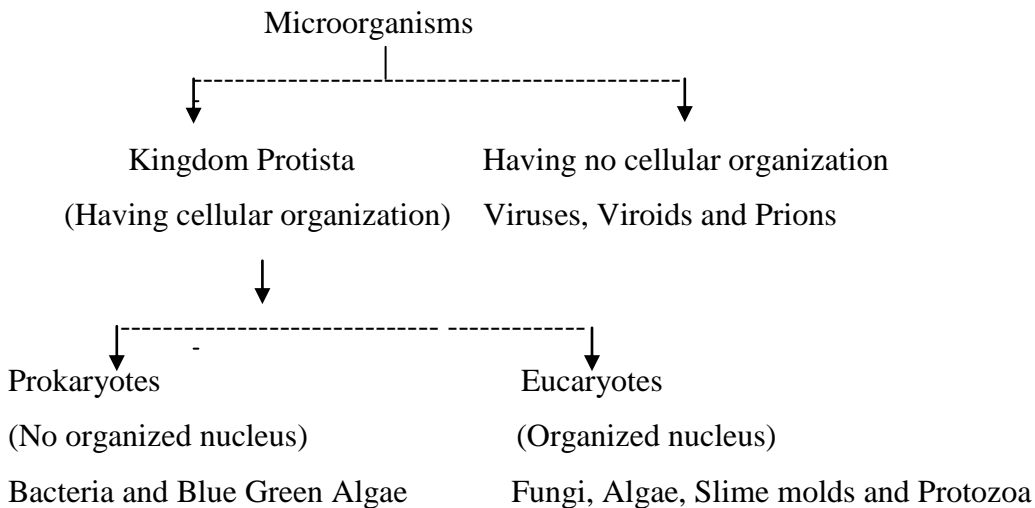 Microorganisms
Kingdom Protista Having no cellular organization
(Having cellular organization) Viruses, Viroids and Prions
Prokaryotes Eucaryotes
(No organized nucleus) (Organized nucleus)
Bacteria and Blue Green Algae Fungi, Algae, Slime molds and Protozoa